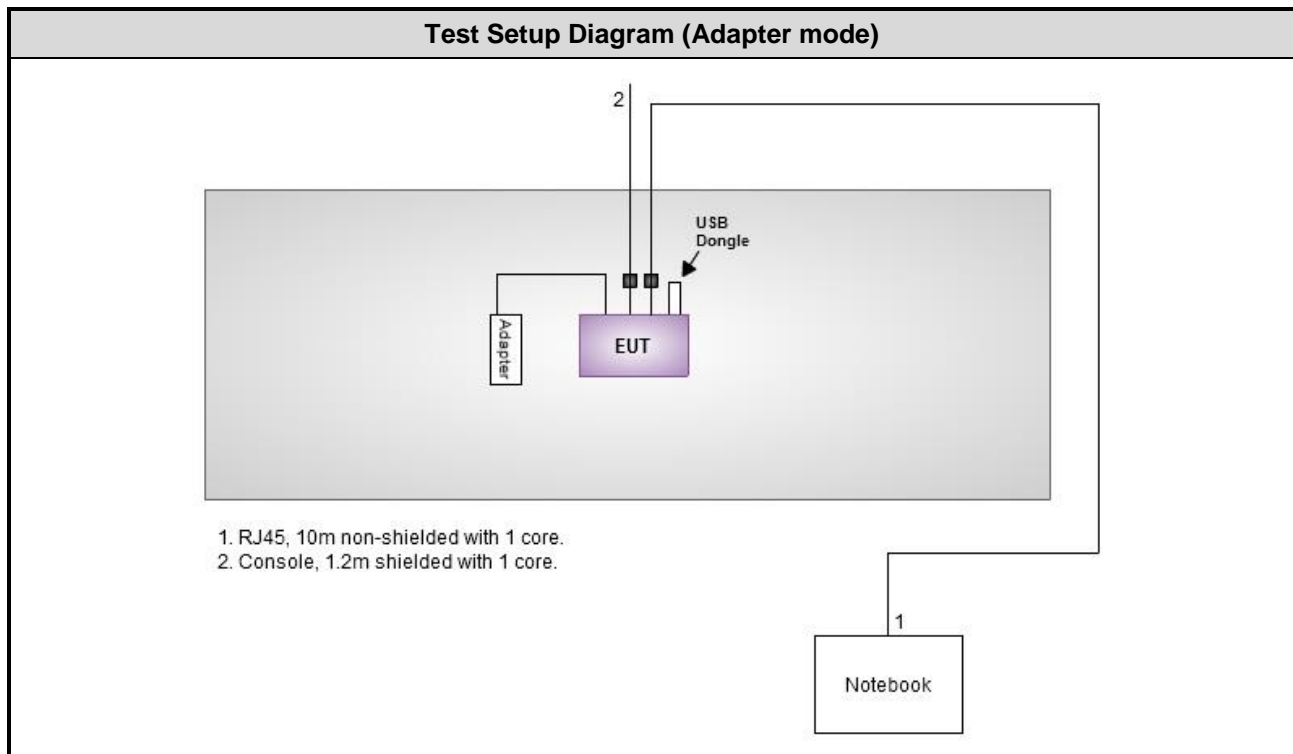 Test Setup Diagram (Adapter mode)
2
USB
Dongle
Adapter
EUT
1. RJ45, 10m non-shielded with 1 core.
2. Console, 1.2m shielded with 1 core.
1
Notebook